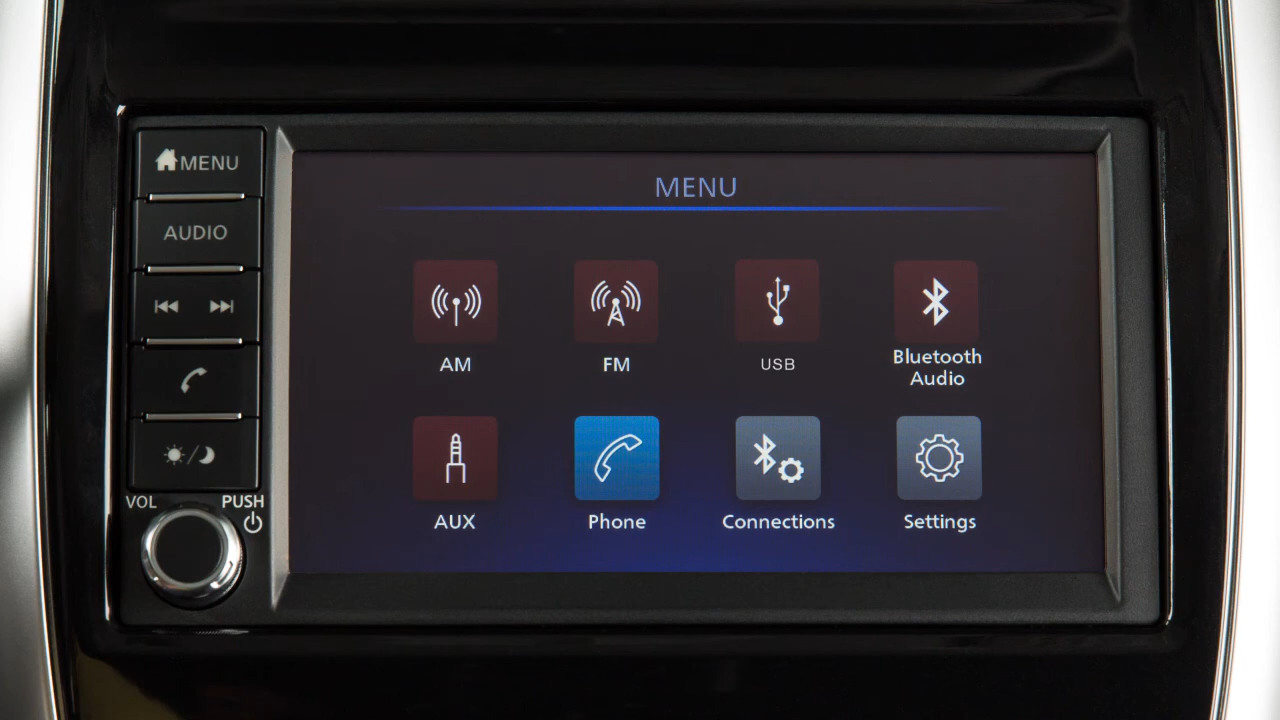 MENU
AUDIO
VOL PUSH
MENU
AM
FM
USB
Bluetooth
Audio
AUX
Phone
Connections
Settings